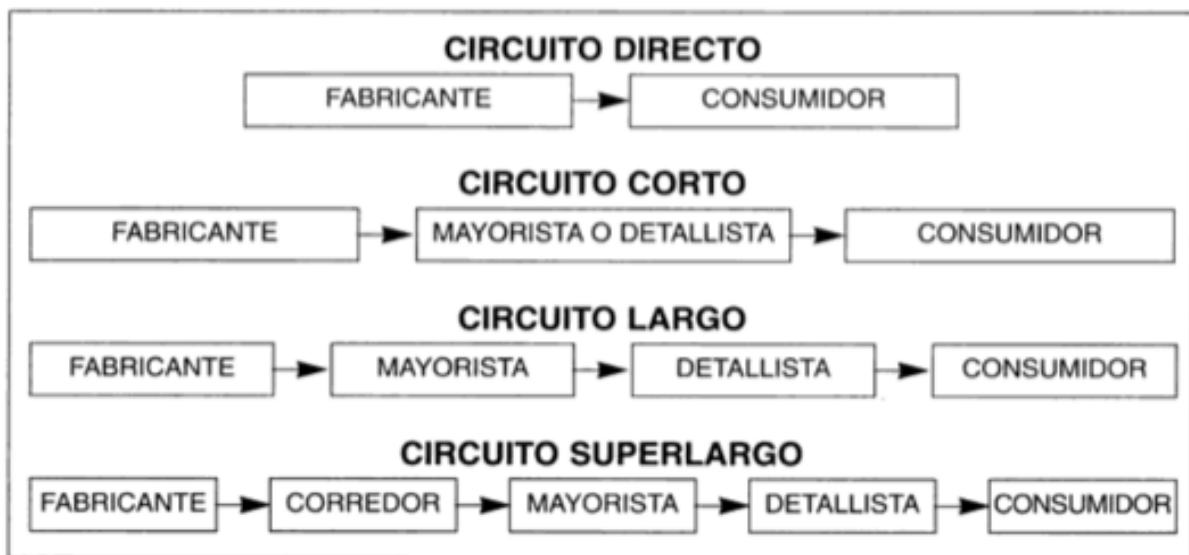 CIRCUITO DIRECTO
FABRICANTE CONSUMIDOR
CIRCUITO CORTO
FABRICANTE MAYORISTA O DETALLISTA CONSUMIDOR
CIRCUITO LARGO
FABRICANTE MAYORISTA DETALLISTA CONSUMIDOR
CIRCUITO SUPERLARGO
FABRICANTE CORREDOR MAYORISTA DETALLISTA CONSUMIDOR